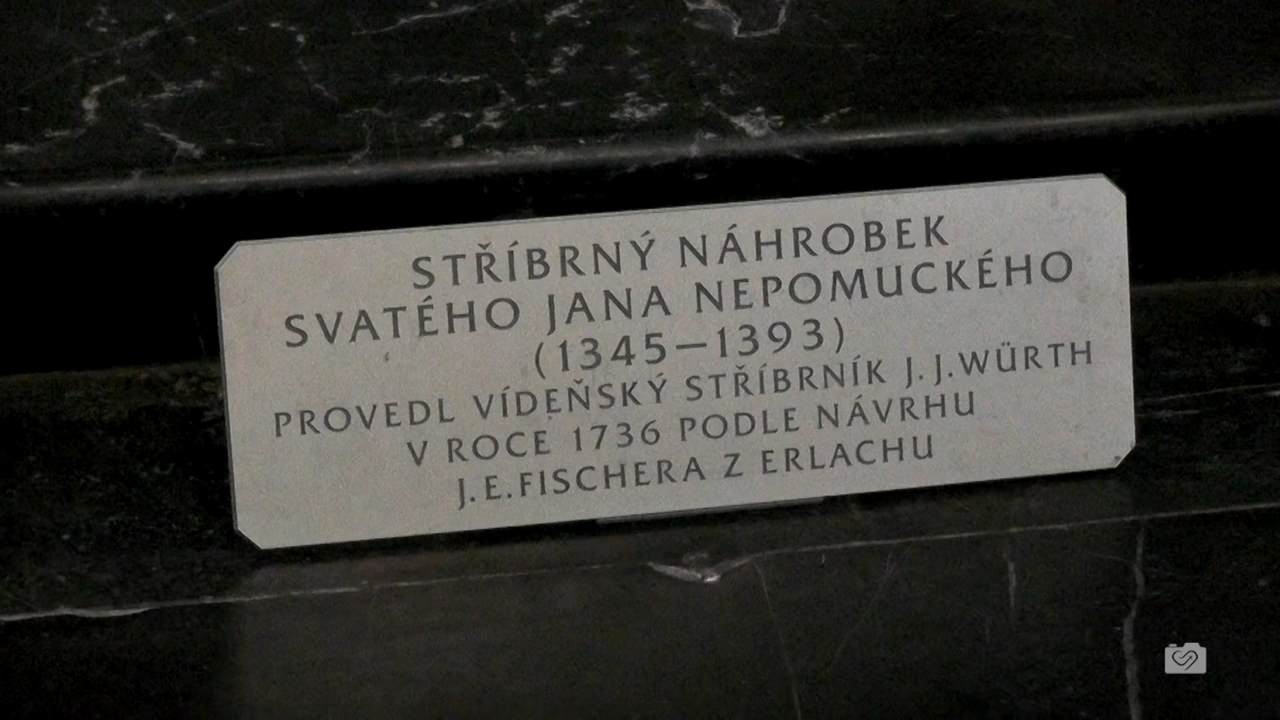 STŘÍBRNÝ NÁHROBEK
SVATÉHO JANA NEPOMUCKÉHO
(1345–1393)
PROVEDL VÍDEŇSKÝ STŘÍBRNÍK J. J. WÜRTH
V ROCE 1736 PODLE NÁVRHU
J. E. FISCHERA Z ERLACHU